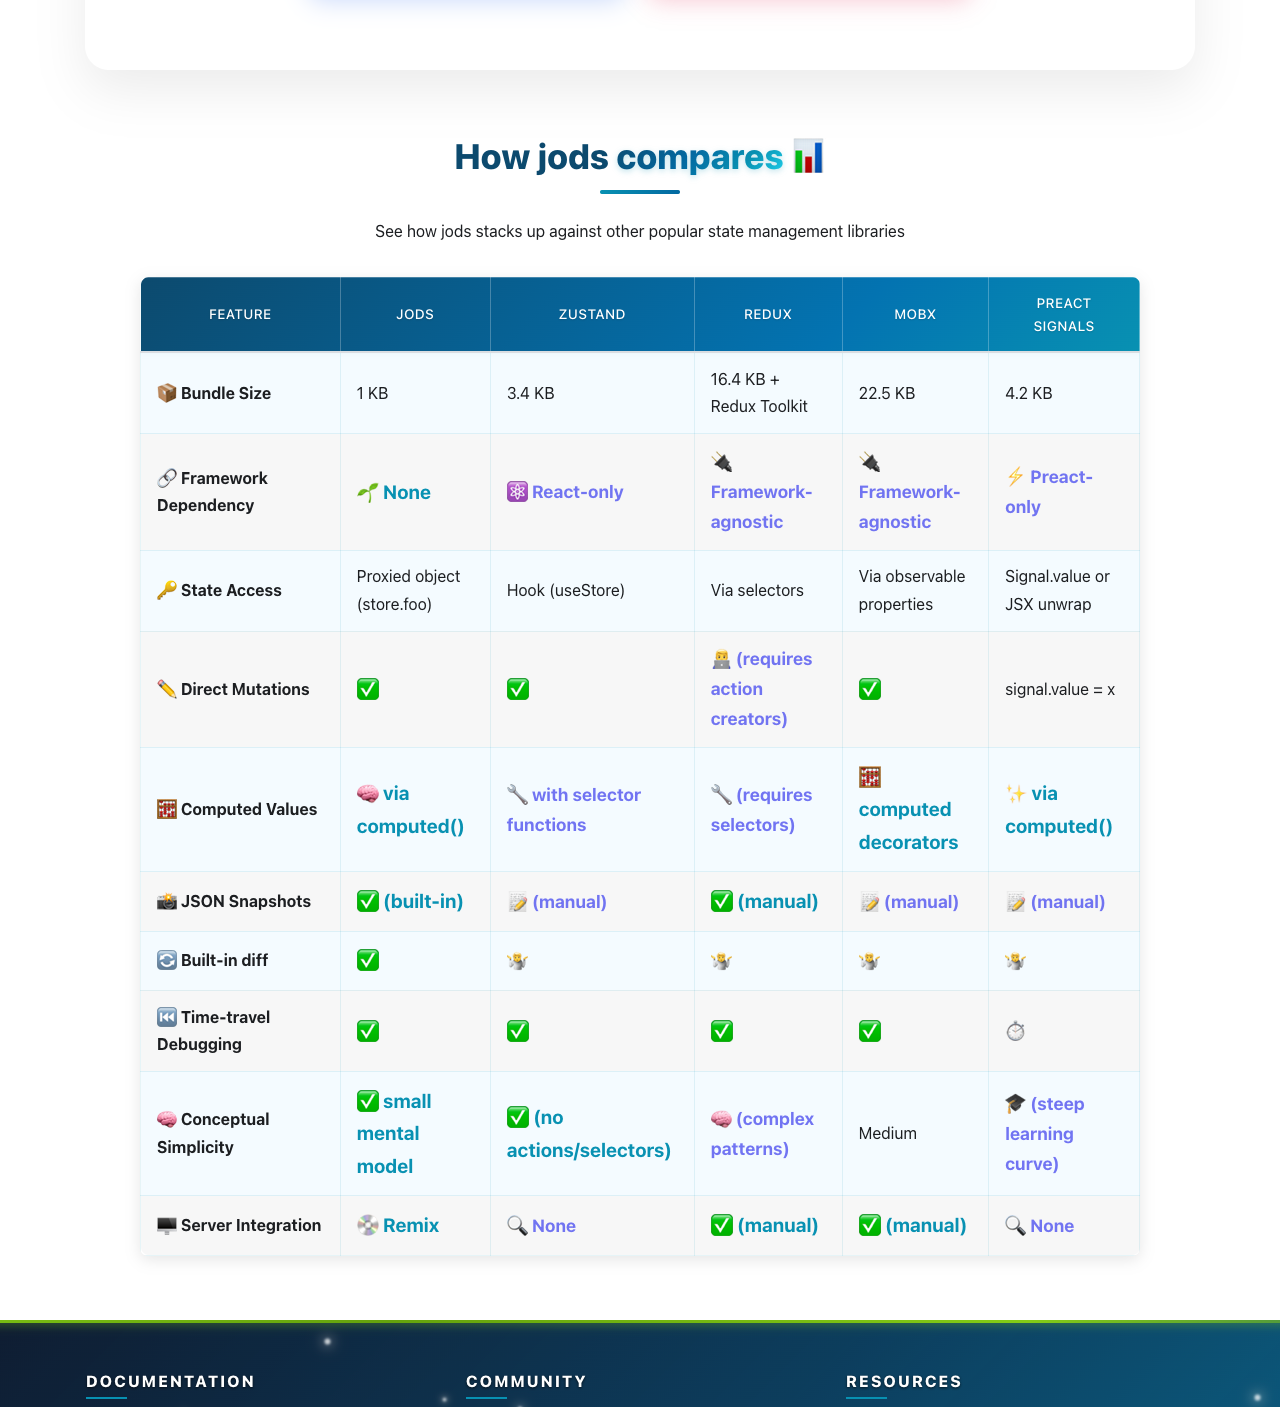 How jods compares 📊
See how jods stacks up against other popular state management libraries
FEATURE
JODS
ZUSTAND
REDUX
MOBX
PREACT
SIGNALS
📦 Bundle Size
1 KB
3.4 KB
16.4 KB +
Redux Toolkit
22.5 KB
4.2 KB
🔗 Framework
Dependency
🌱 None
⚛️ React-only
🔌
Framework-
agnostic
🔌
Framework-
agnostic
⚡ Preact-
only
🔑 State Access
Proxied object
(store.foo)
Hook (useStore)
Via selectors
Via observable
properties
Signal.value or
JSX unwrap
✏️ Direct Mutations
✅
✅
🧑‍💻 (requires
action
creators)
✅
signal.value = x
🧮 Computed Values
🧠 via
computed()
🔧 with selector
functions
🔧 (requires
selectors)
🧮
computed
decorators
✨ via
computed()
📸 JSON Snapshots
✅ (built-in)
📝 (manual)
✅ (manual)
📝 (manual)
📝 (manual)
🔄 Built-in diff
✅
🤷
🤷
🤷
🤷
⏮️ Time-travel
Debugging
✅
✅
✅
✅
⏱️
🧠 Conceptual
Simplicity
✅ small
mental
model
✅ (no
actions/selectors)
🧠 (complex
patterns)
Medium
🎓 (steep
learning
curve)
🖥️ Server Integration
💿 Remix
🔍 None
✅ (manual)
✅ (manual)
🔍 None
DOCUMENTATION
COMMUNITY
RESOURCES